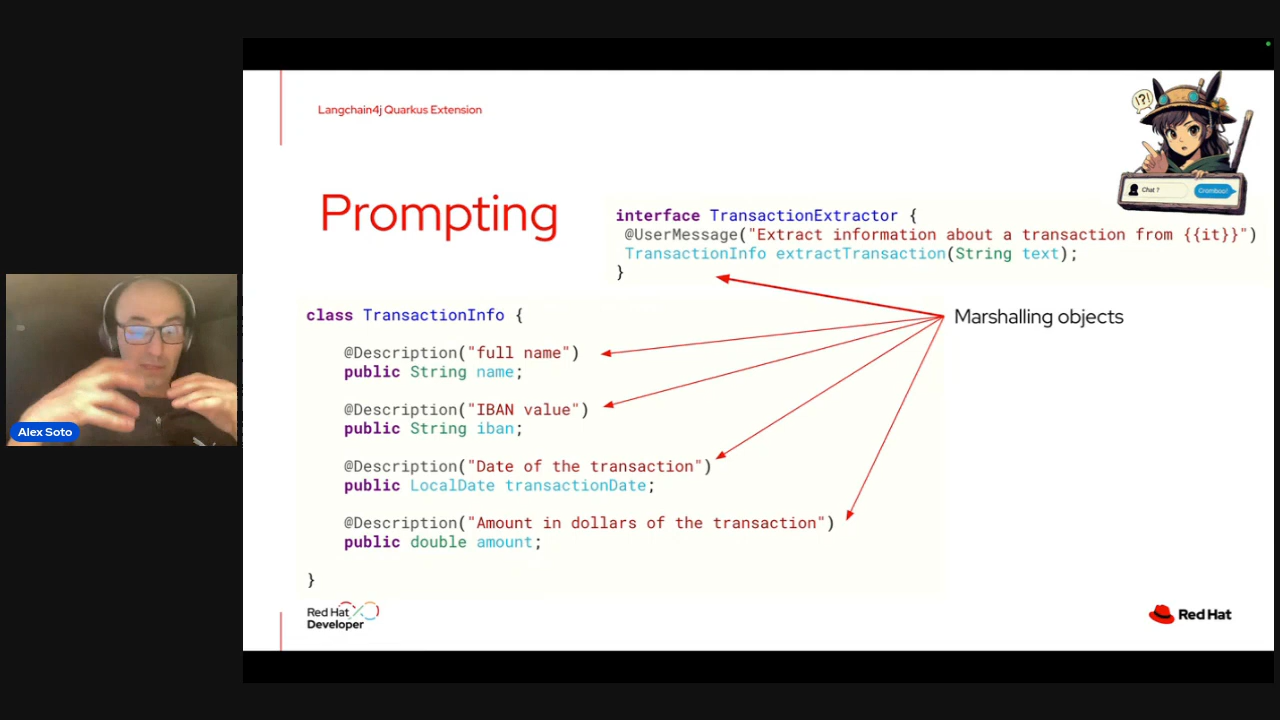 Langchain4j Quarkus Extension
!?!
Chat ?
Cromboo!
Prompting
interface TransactionExtractor {
@UserMessage("Extract information about a transaction from {{it}}")
TransactionInfo extractTransaction(String text);
}
Marshalling objects
class TransactionInfo {
@Description("full name")
public String name;
@Description("IBAN value")
public String iban;
@Description("Date of the transaction")
public LocalDate transactionDate;
@Description("Amount in dollars of the transaction")
public double amount;
}
Alex Soto
Red Hat
Developer
Red Hat